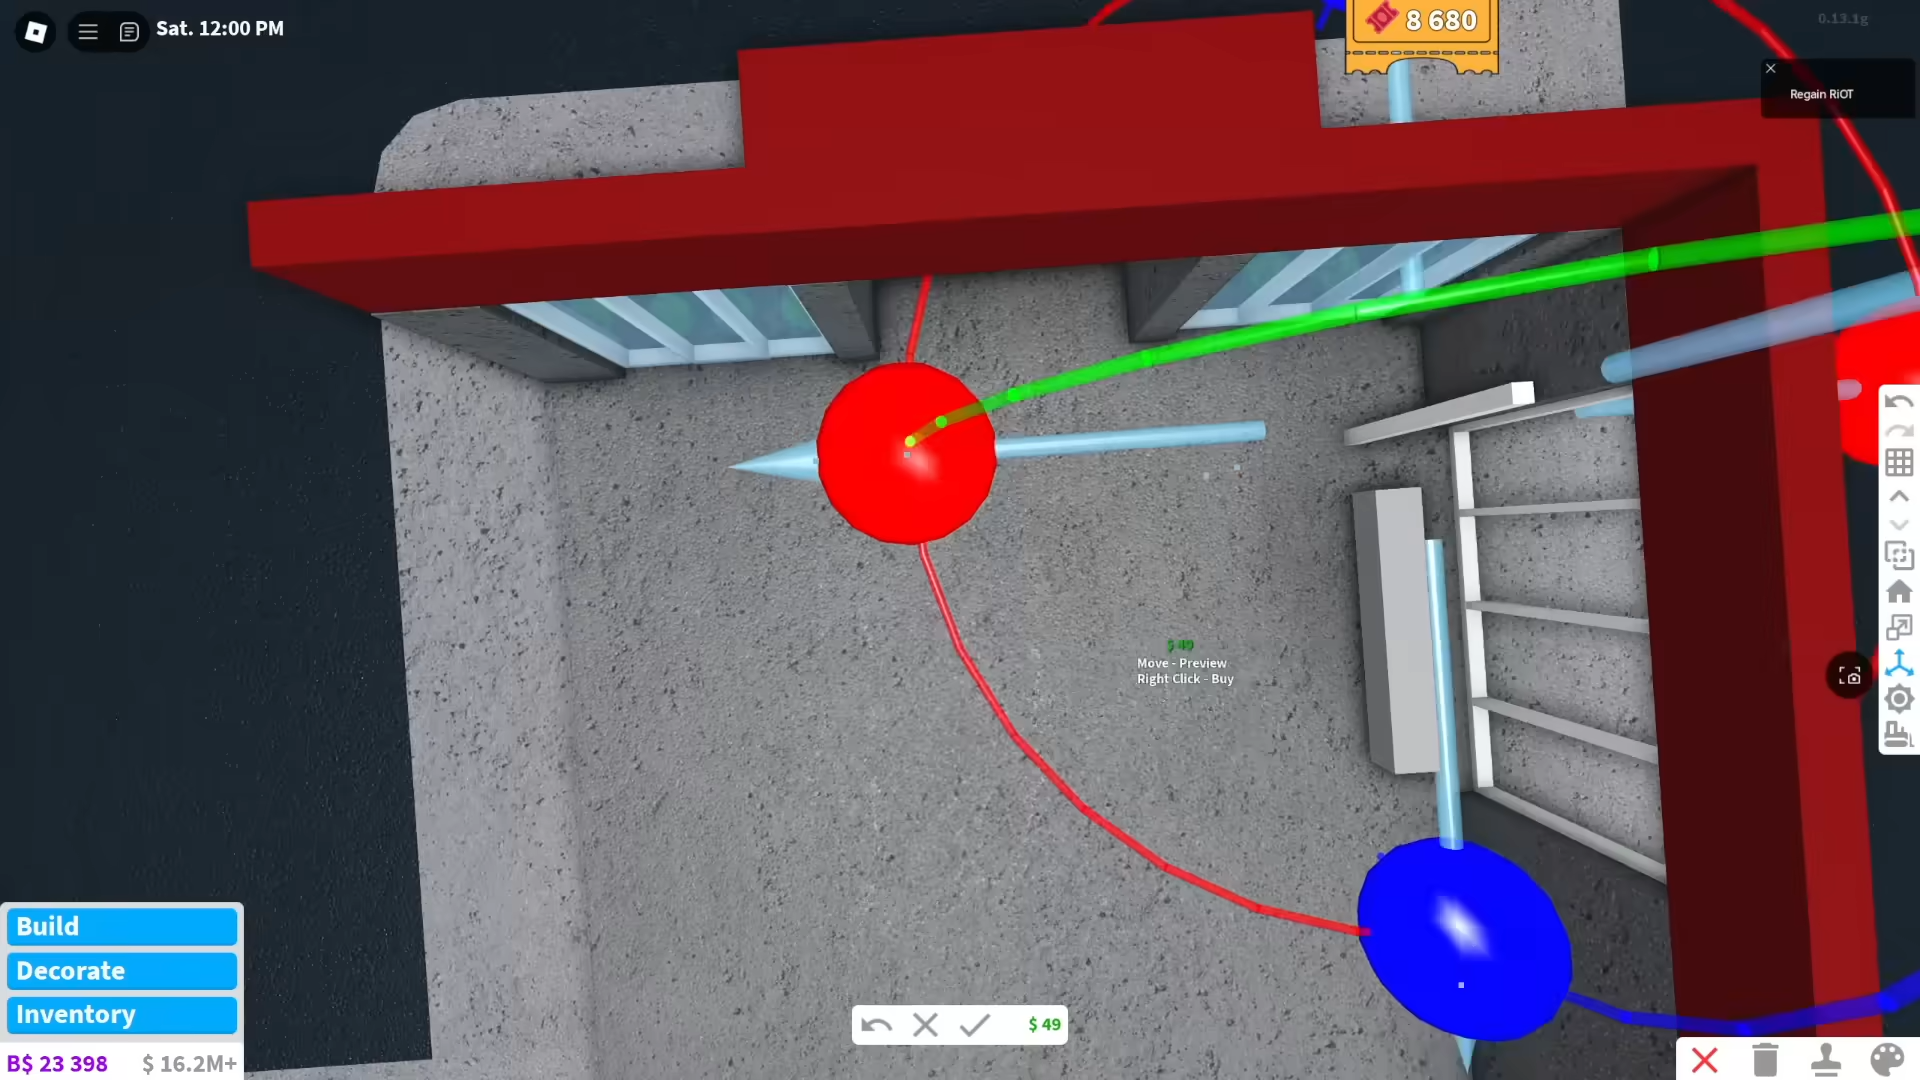 Sat. 12:00 PM
8 680
0.13.1g
Regain RiOT
$ 49
Move - Preview
Right Click - Buy
Build
Decorate
Inventory
B$ 23 398
$ 16.2M+
$ 49